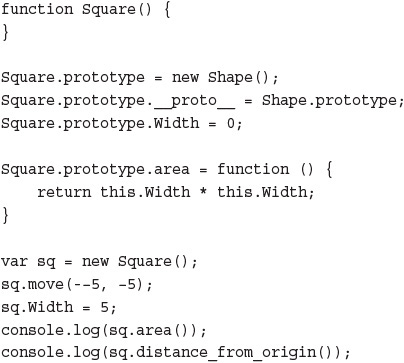 function Square() {
}
Square.prototype = new Shape();
Square.prototype.__proto__ = Shape.prototype;
Square.prototype.Width = 0;
Square.prototype.area = function () {
    return this.Width * this.Width;
}
var sq = new Square();
sq.move(--5, -5);
sq.Width = 5;
console.log(sq.area());
console.log(sq.distance_from_origin());